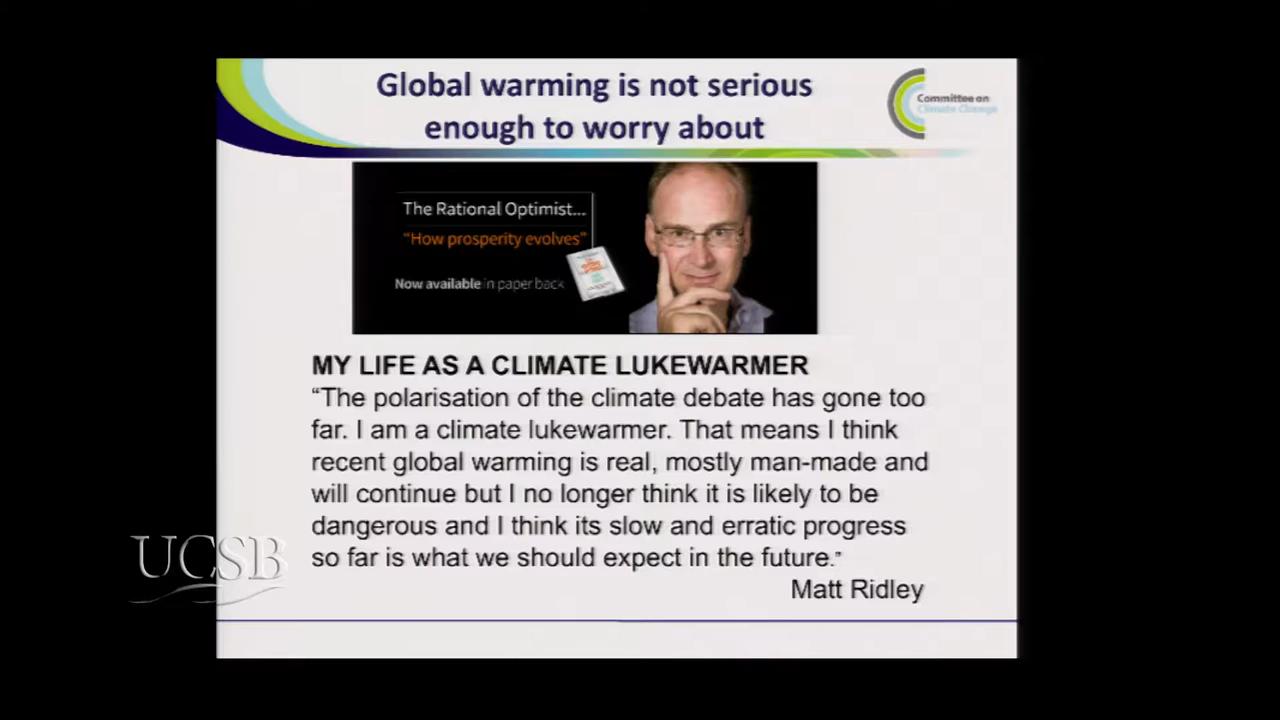 Global warming is not serious
enough to worry about
Committee on
Climate Change
The Rational Optimist...
"How prosperity evolves"
Now available in paperback
MY LIFE AS A CLIMATE LUKEWARMER
“The polarisation of the climate debate has gone too
far. I am a climate lukewarmer. That means I think
recent global warming is real, mostly man-made and
will continue but I no longer think it is likely to be
dangerous and I think its slow and erratic progress
so far is what we should expect in the future.”
Matt Ridley
UCSB